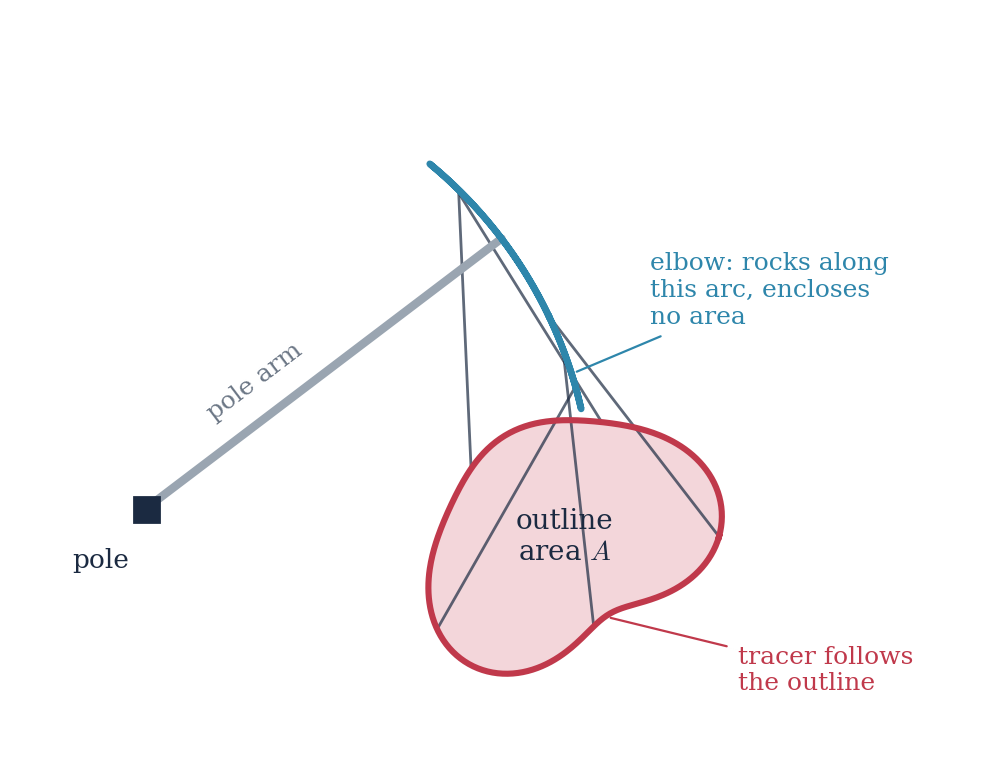 elbow: rocks along
this arc, encloses
no area
pole arm
outline
area A
pole
tracer follows
the outline